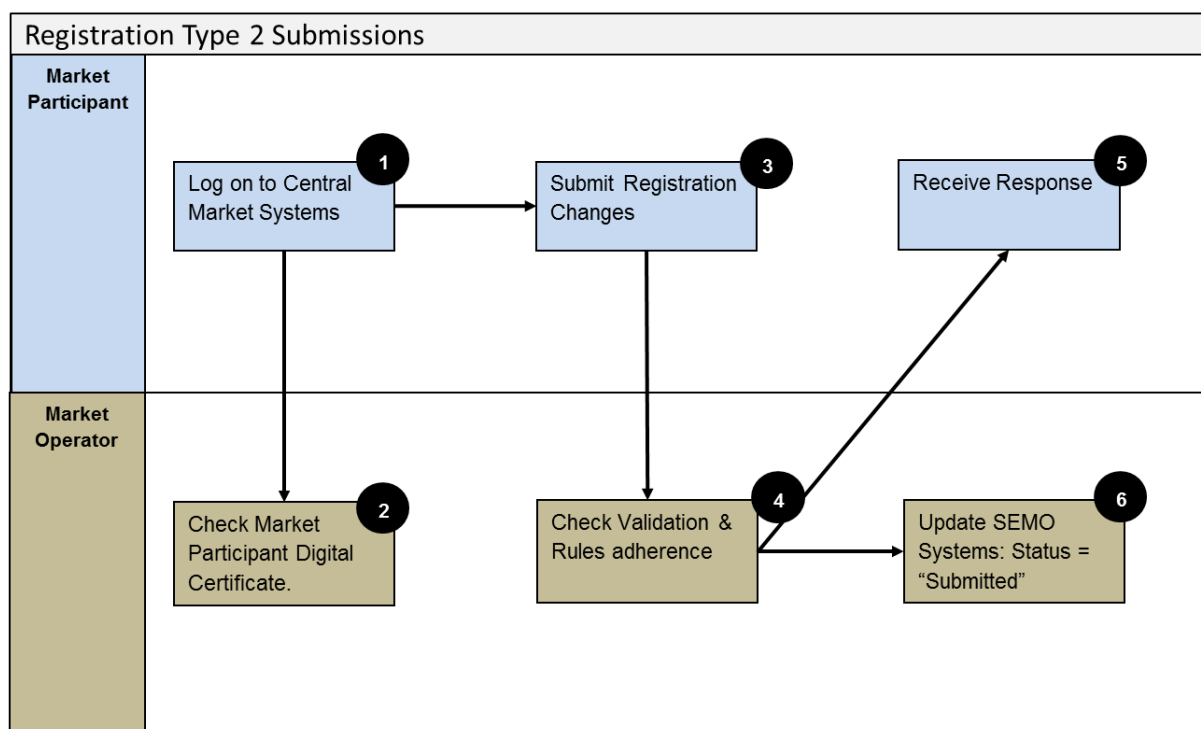 Registration Type 2 Submissions
Market
Participant
1
Log on to Central
Market Systems
3
Submit Registration
Changes
5
Receive Response
Market
Operator
2
Check Market
Participant Digital
Certificate.
4
Check Validation &
Rules adherence
6
Update SEMO
Systems: Status =
“Submitted”